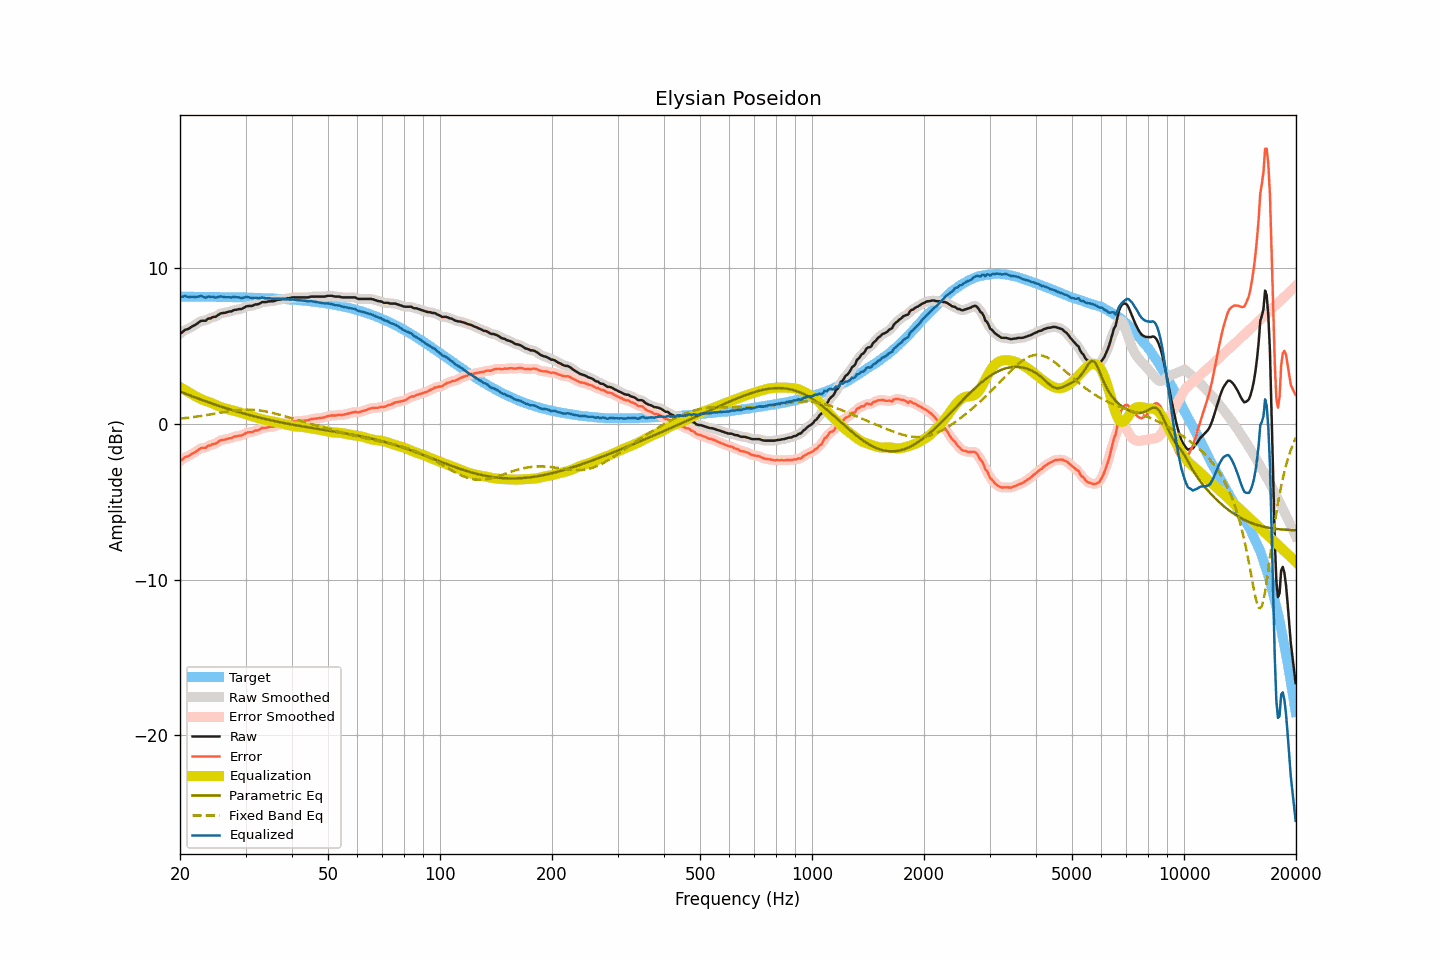 Elysian Poseidon
Amplitude (dBr)
10
0
−10
−20
Target
Raw Smoothed
Error Smoothed
Raw
Error
Equalization
Parametric Eq
Fixed Band Eq
Equalized
20 50 100 200 500 1000 2000 5000 10000 20000
Frequency (Hz)